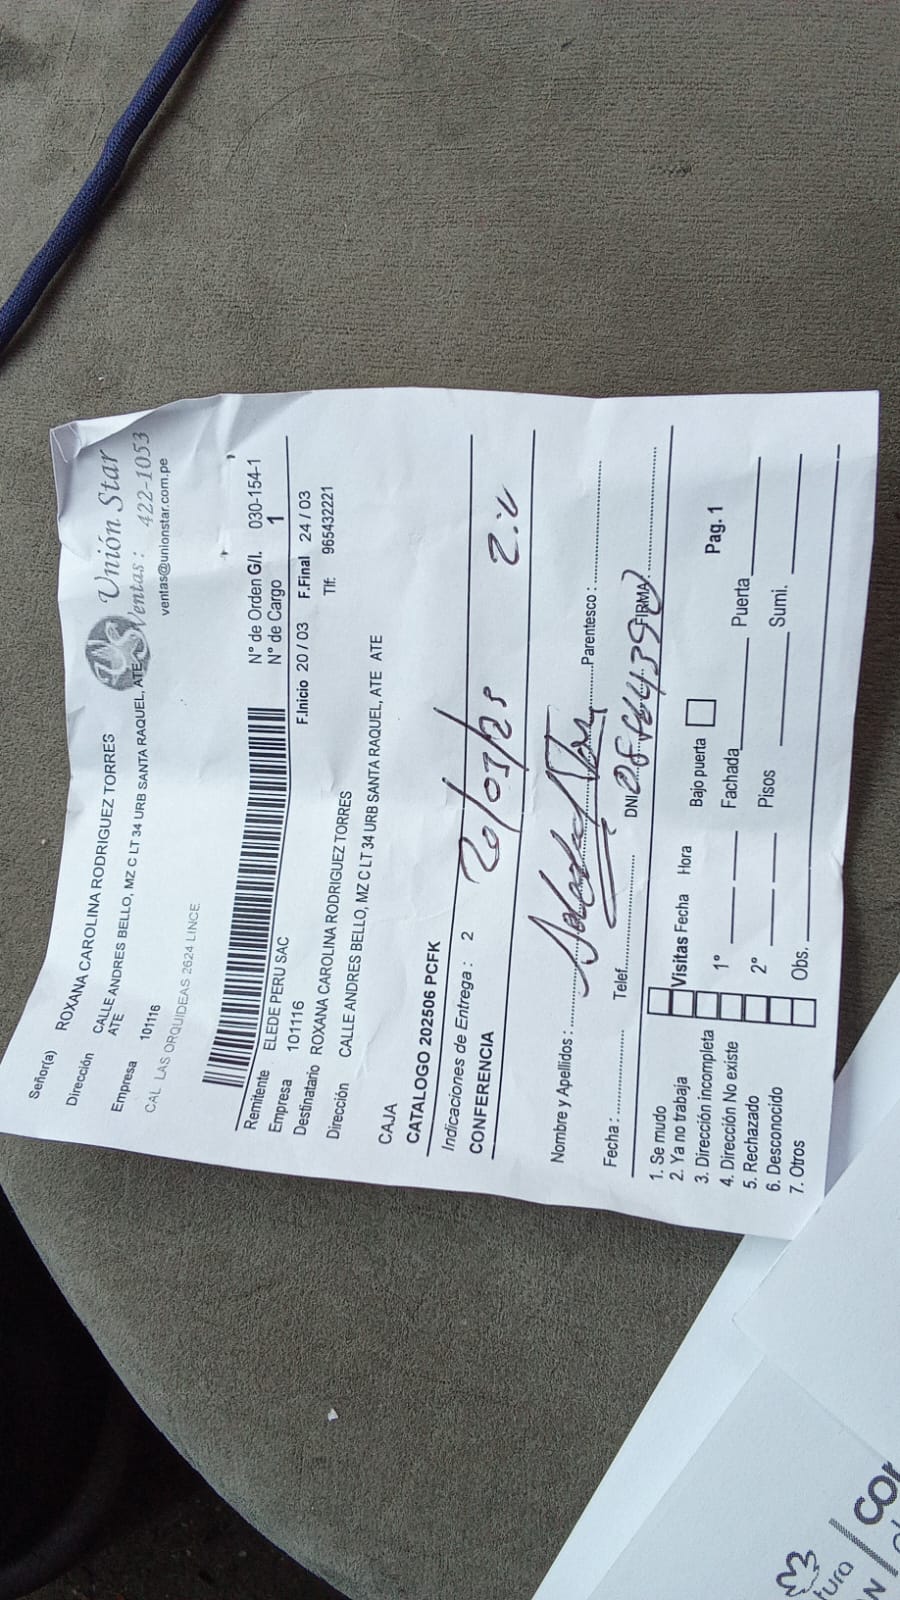 Señor(a) ROXANA CAROLINA RODRIGUEZ TORRES
Unión Star
Dirección CALLE ANDRES BELLO, MZ C LT 34 URB SANTA RAQUEL, ATE
ATE
Ventas: 422-1053
Empresa 101116
ventas@unionstar.com.pe
CAL LAS ORQUIDEAS 2624 LINCE
Remitente ELEDE PERU SAC
N° de Orden G/I. 030-154-1
Empresa 101116
N° de Cargo 1
Destinatario ROXANA CAROLINA RODRIGUEZ TORRES
F.Inicio 20 / 03 F.Final 24 / 03
Dirección CALLE ANDRES BELLO, MZ C LT 34 URB SANTA RAQUEL, ATE ATE
Tlf: 965432221
CAJA
CATALOGO 202506 PCFK
Indicaciones de Entrega : 2
CONFERENCIA
20/03/25
Nombre y Apellidos : Parentesco :
Fecha : Telef. DNI FIRMA
1. Se mudo
2. Ya no trabaja
3. Dirección incompleta
4. Dirección No existe
5. Rechazado
6. Desconocido
7. Otros
Visitas Fecha Hora Bajo puerta Pag. 1
1° Fachada Puerta
2° Pisos Sumi.
Obs.